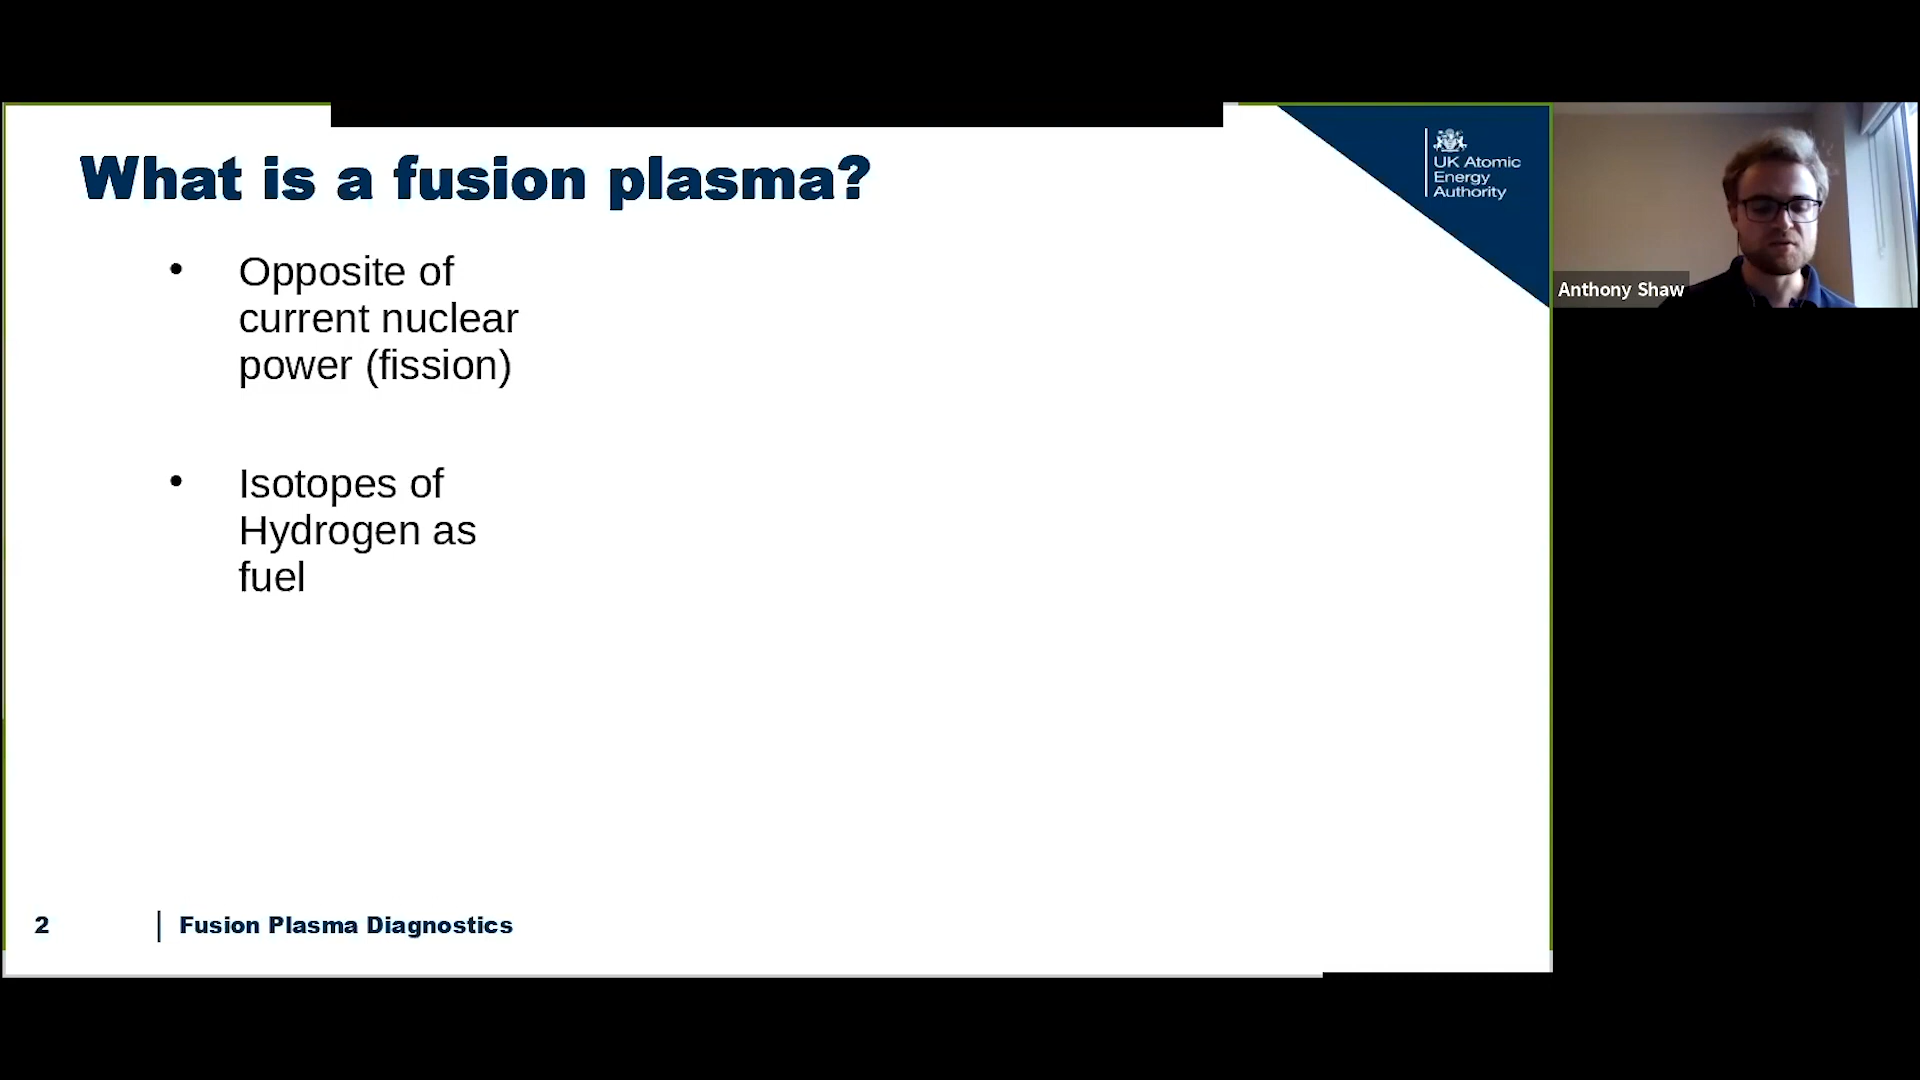 What is a fusion plasma?
UK Atomic
Energy
Authority
• Opposite of
current nuclear
power (fission)
• Isotopes of
Hydrogen as
fuel
Anthony Shaw
2
Fusion Plasma Diagnostics